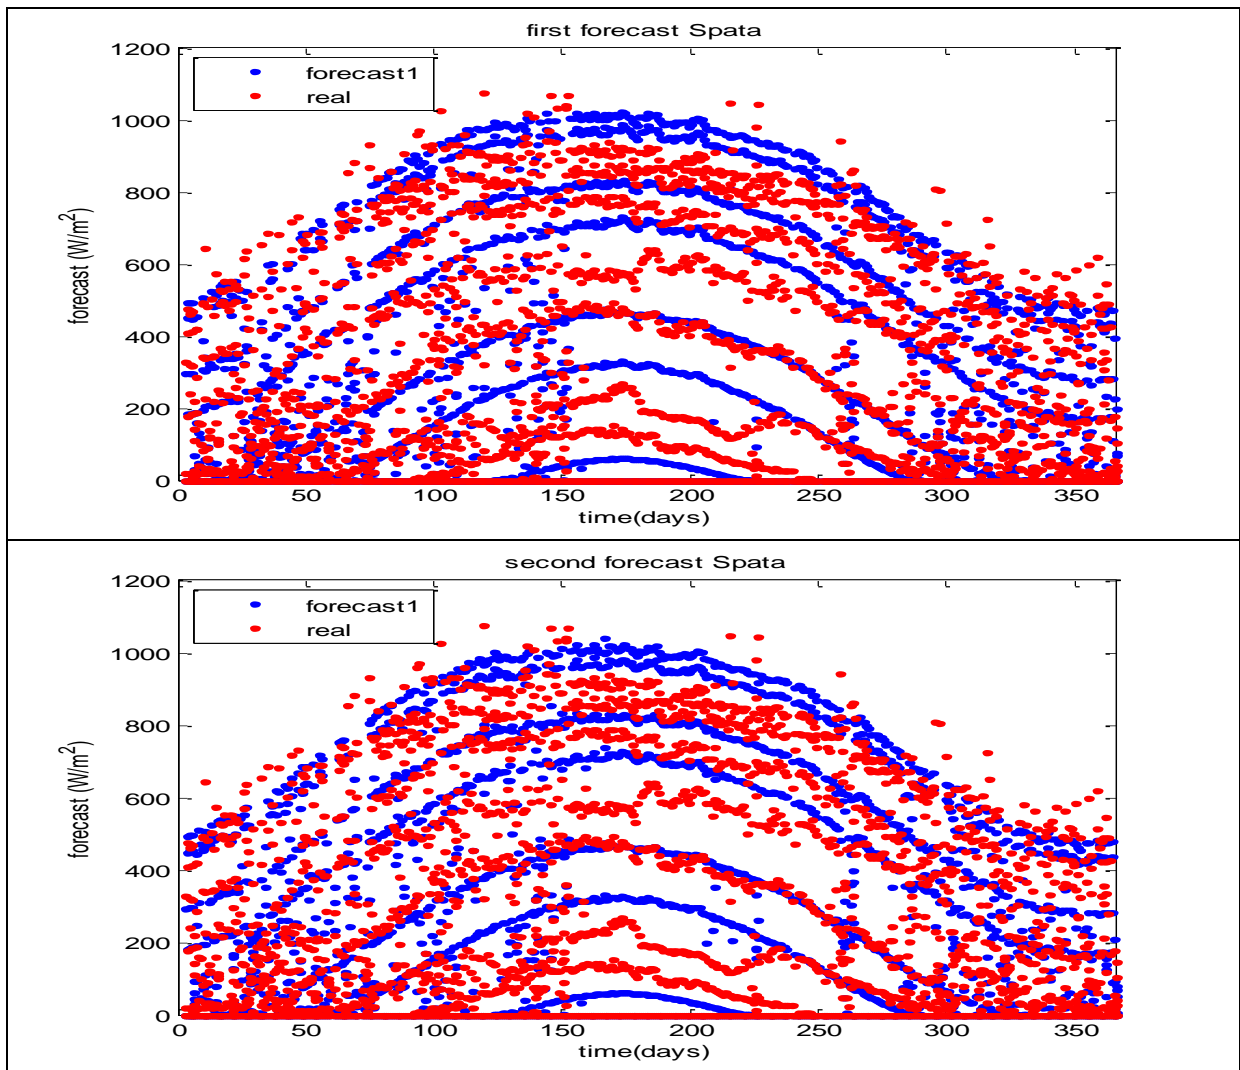 first forecast Spata
1200
1000
800
600
400
200
0
forecast1
real
forecast (W/m²)
0 50 100 150 200 250 300 350
time(days)
second forecast Spata
1200
1000
800
600
400
200
0
forecast1
real
forecast (W/m²)
0 50 100 150 200 250 300 350
time(days)